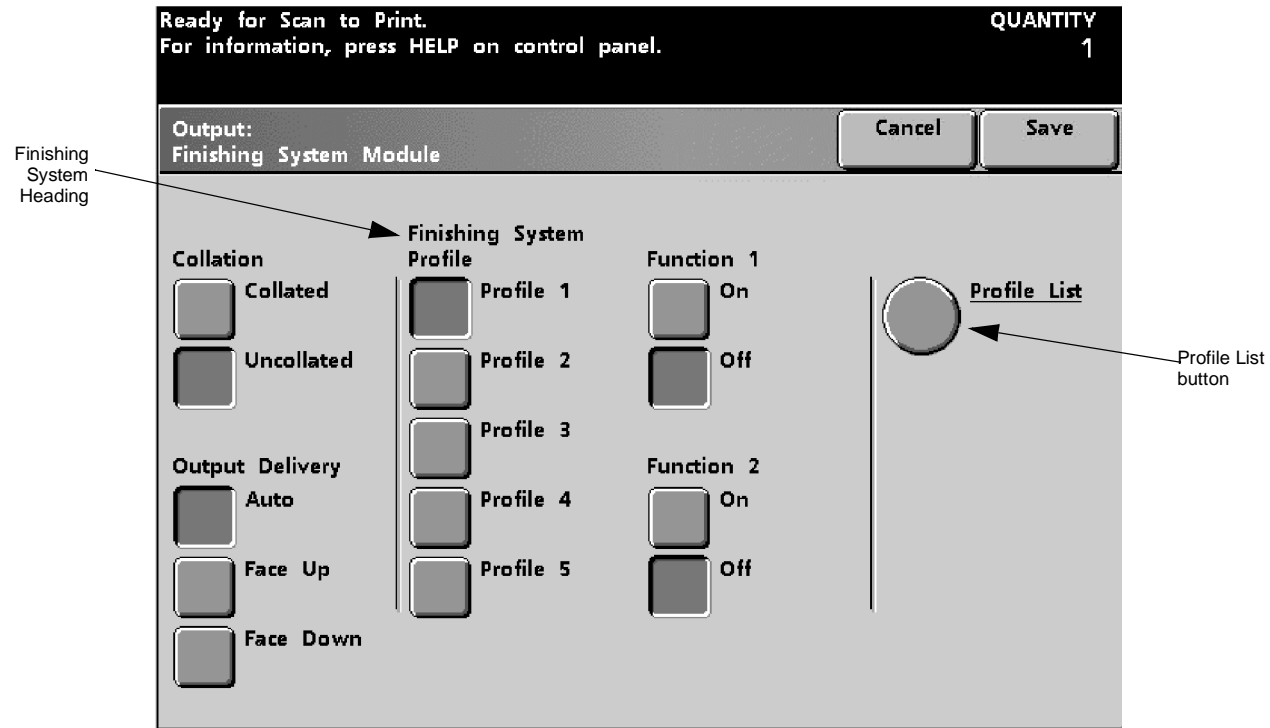 Ready for Scan to Print.
For information, press HELP on control panel.
QUANTITY
1
Output:
Finishing System Module
Cancel
Save
Finishing
System
Heading
Collation
Collated
Uncollated
Output Delivery
Auto
Face Up
Face Down
Finishing System
Profile
Profile 1
Profile 2
Profile 3
Profile 4
Profile 5
Function 1
On
Off
Function 2
On
Off
Profile List
Profile List
button